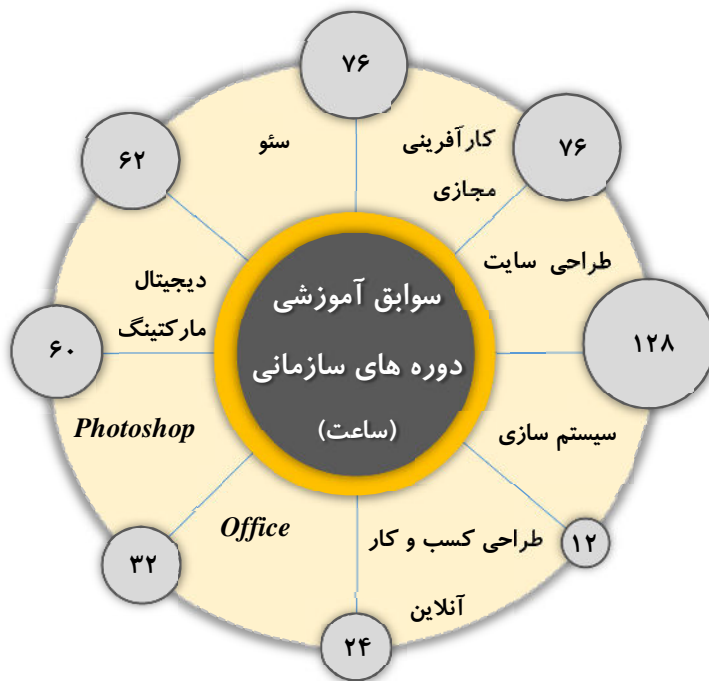 سوابق آموزشی
دوره های سازمانی
(ساعت)
۷۶
کارآفرینی
مجازی
۷۶
طراحی سایت
۱۲۸
سیستم سازی
۱۲
طراحی کسب و کار
آنلاین
۲۴
Office
۳۲
Photoshop
۶۰
دیجیتال
مارکتینگ
۶۲
سئو